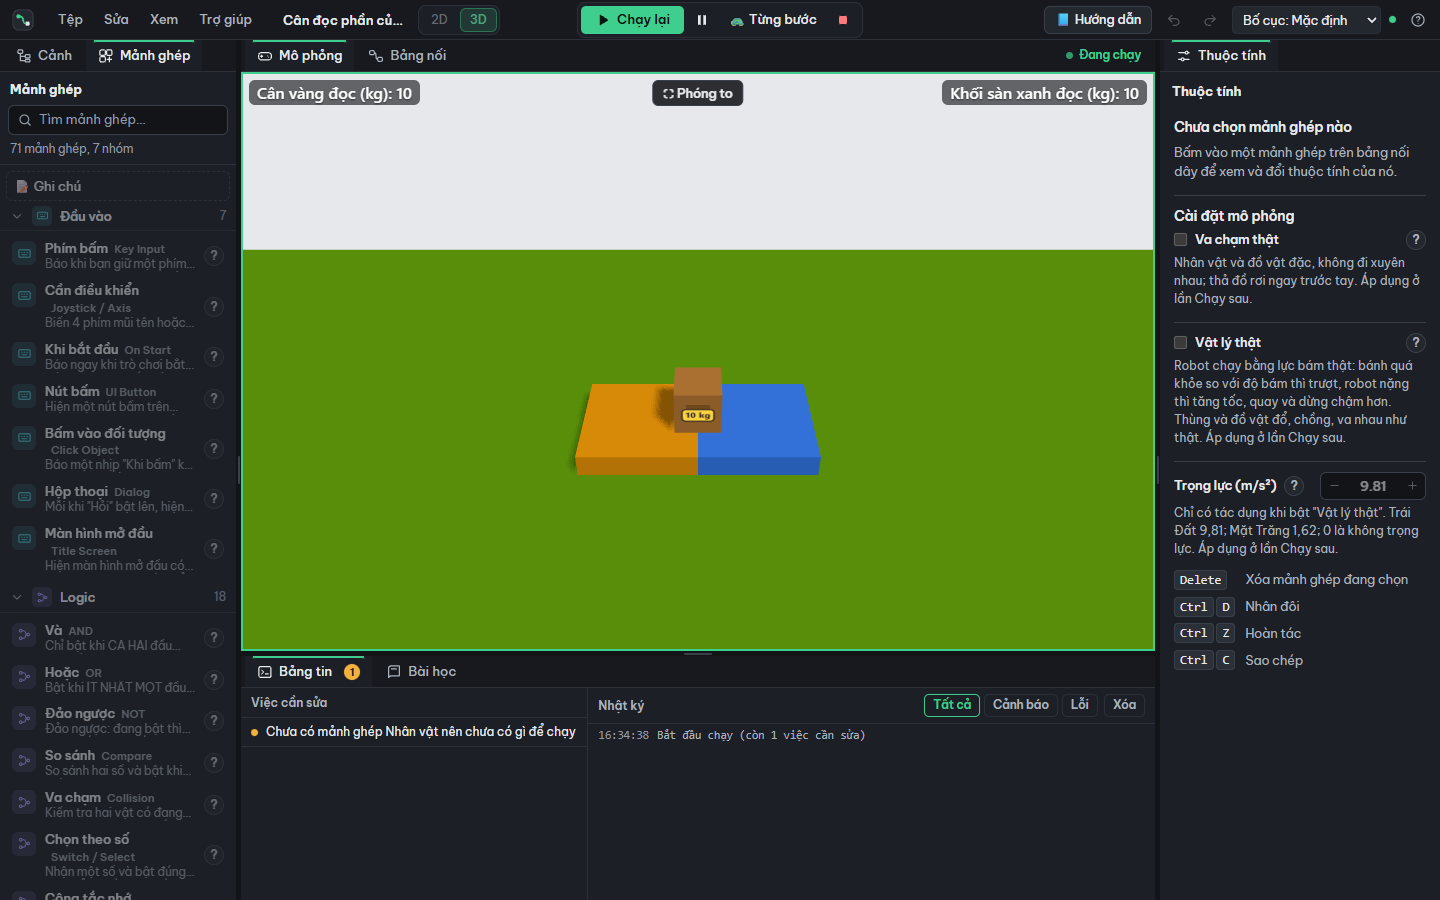 Tệp Sửa Xem Trợ giúp Cân đọc phần củ... 2D 3D Chạy lại Từng bước Hướng dẫn Bố cục: Mặc định
Cảnh Mảnh ghép
Mảnh ghép
Tìm mảnh ghép...
71 mảnh ghép, 7 nhóm
Ghi chú
Đầu vào 7
Phím bấm Key Input ?
Báo khi bạn giữ một phím...
Cần điều khiển
Joystick / Axis ?
Biến 4 phím mũi tên hoặc...
Khi bắt đầu On Start ?
Báo ngay khi trò chơi bắt...
Nút bấm UI Button ?
Hiện một nút bấm trên...
Bấm vào đối tượng
Click Object ?
Báo một nhịp "Khi bấm" k...
Hộp thoại Dialog ?
Mỗi khi "Hỏi" bật lên, hiện...
Màn hình mở đầu
Title Screen ?
Hiện màn hình mở đầu có...
Logic 18
Và AND ?
Chỉ bật khi CẢ HAI đầu...
Hoặc OR ?
Bật khi ÍT NHẤT MỘT đầu...
Đảo ngược NOT ?
Đảo ngược: đang bật thì...
So sánh Compare ?
So sánh hai số và bật khi...
Va chạm Collision ?
Kiểm tra hai vật có đang...
Chọn theo số
Switch / Select ?
Nhận một số và bật đúng...
Công tắc nhớ
Mô phỏng Bảng nối Đang chạy
Cân vàng đọc (kg): 10 Phóng to Khối sàn xanh đọc (kg): 10
10 kg
Bảng tin 1 Bài học
Việc cần sửa
Chưa có mảnh ghép Nhân vật nên chưa có gì để chạy
Nhật ký Tất cả Cảnh báo Lỗi Xóa
16:34:38 Bắt đầu chạy (còn 1 việc cần sửa)
Thuộc tính
Thuộc tính
Chưa chọn mảnh ghép nào
Bấm vào một mảnh ghép trên bảng nối
dây để xem và đổi thuộc tính của nó.
Cài đặt mô phỏng
Va chạm thật ?
Nhân vật và đồ vật đặc, không đi xuyên
nhau; thả đồ rơi ngay trước tay. Áp dụng ở
lần Chạy sau.
Vật lý thật ?
Robot chạy bằng lực bám thật: bánh quá
khỏe so với độ bám thì trượt, robot nặng
thì tăng tốc, quay và dừng chậm hơn.
Thùng và đồ vật đổ, chồng, va nhau như
thật. Áp dụng ở lần Chạy sau.
Trọng lực (m/s²) ? − 9.81 +
Chỉ có tác dụng khi bật "Vật lý thật". Trái
Đất 9,81; Mặt Trăng 1,62; 0 là không trọng
lực. Áp dụng ở lần Chạy sau.
Delete Xóa mảnh ghép đang chọn
Ctrl D Nhân đôi
Ctrl Z Hoàn tác
Ctrl C Sao chép